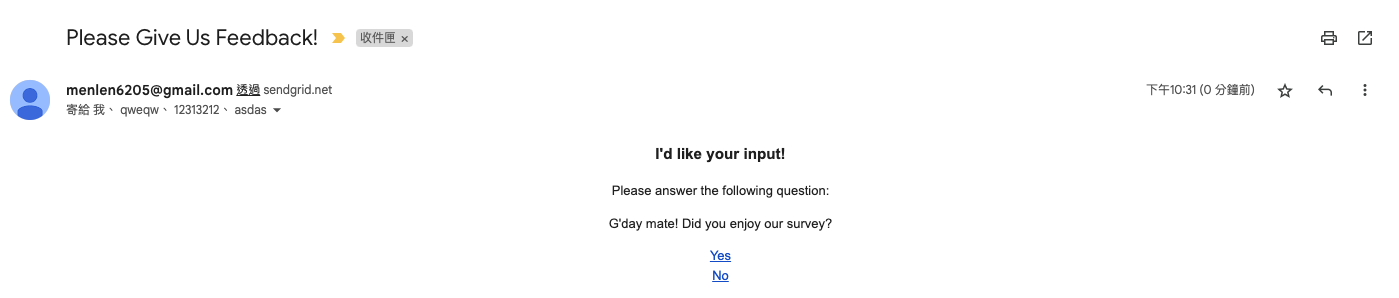 Please Give Us Feedback! 收件匣 ×
menlen6205@gmail.com 透過 sendgrid.net 下午10:31 (0 分鐘前)
寄給 我、 qweqw、 12313212、 asdas
I'd like your input!
Please answer the following question:
G'day mate! Did you enjoy our survey?
Yes
No